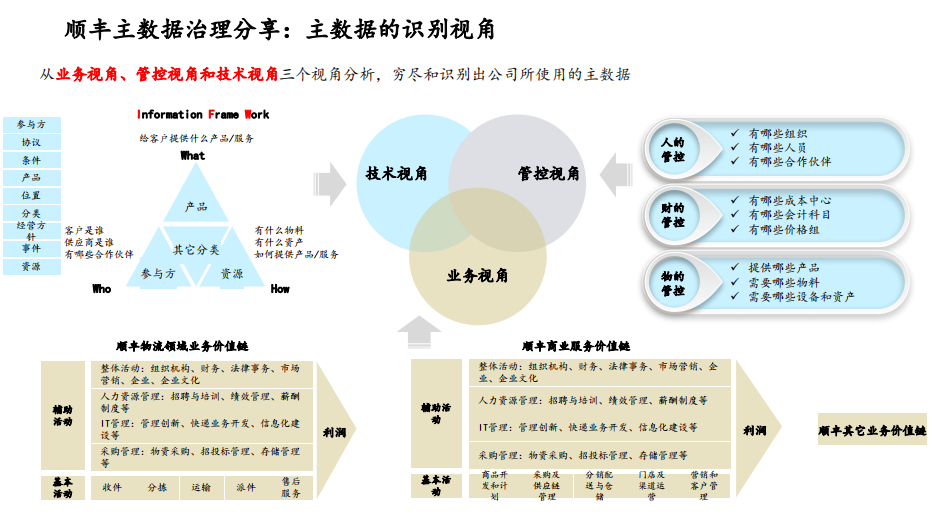 顺丰主数据治理分享：主数据的识别视角
从业务视角、管控视角和技术视角三个视角分析，穷尽和识别出公司所使用的主数据
参与方
协议
条件
产品
位置
分类
经营方
针
事件
资源
Information Frame Work
给客户提供什么产品/服务
What
产品
其它分类
参与方
资源
客户是谁
供应商是谁
有哪些合作伙伴
Who
有什么物料
有什么资产
如何提供产品/服务
How
技术视角
管控视角
业务视角
人的
管控
✓ 有哪些组织
✓ 有哪些人员
✓ 有哪些合作伙伴
财的
管控
✓ 有哪些成本中心
✓ 有哪些会计科目
✓ 有哪些价格组
物的
管控
✓ 提供哪些产品
✓ 需要哪些物料
✓ 需要哪些设备和资产
顺丰物流领域业务价值链
辅助
活动
整体活动：组织机构、财务、法律事务、市场
营销、企业、企业文化
人力资源管理：招聘与培训、绩效管理、薪酬
制度等
IT管理：管理创新、快递业务开发、信息化建
设等
采购管理：物资采购、招投标管理、存储管理
等
基本
活动
收件
分拣
运输
派件
售后
服务
利润
顺丰商业服务价值链
辅助活
动
整体活动：组织机构、财务、法律事务、市场营销、企
业、企业文化
人力资源管理：招聘与培训、绩效管理、薪酬制度等
IT管理：管理创新、快递业务开发、信息化建设等
采购管理：物资采购、招投标管理、存储管理等
基本活
动
商品开
发和计
划
采购及
供应链
管理
分销配
送与仓
储
门店及
渠道运
营
营销和
客户管
理
利润
顺丰其它业务价值链